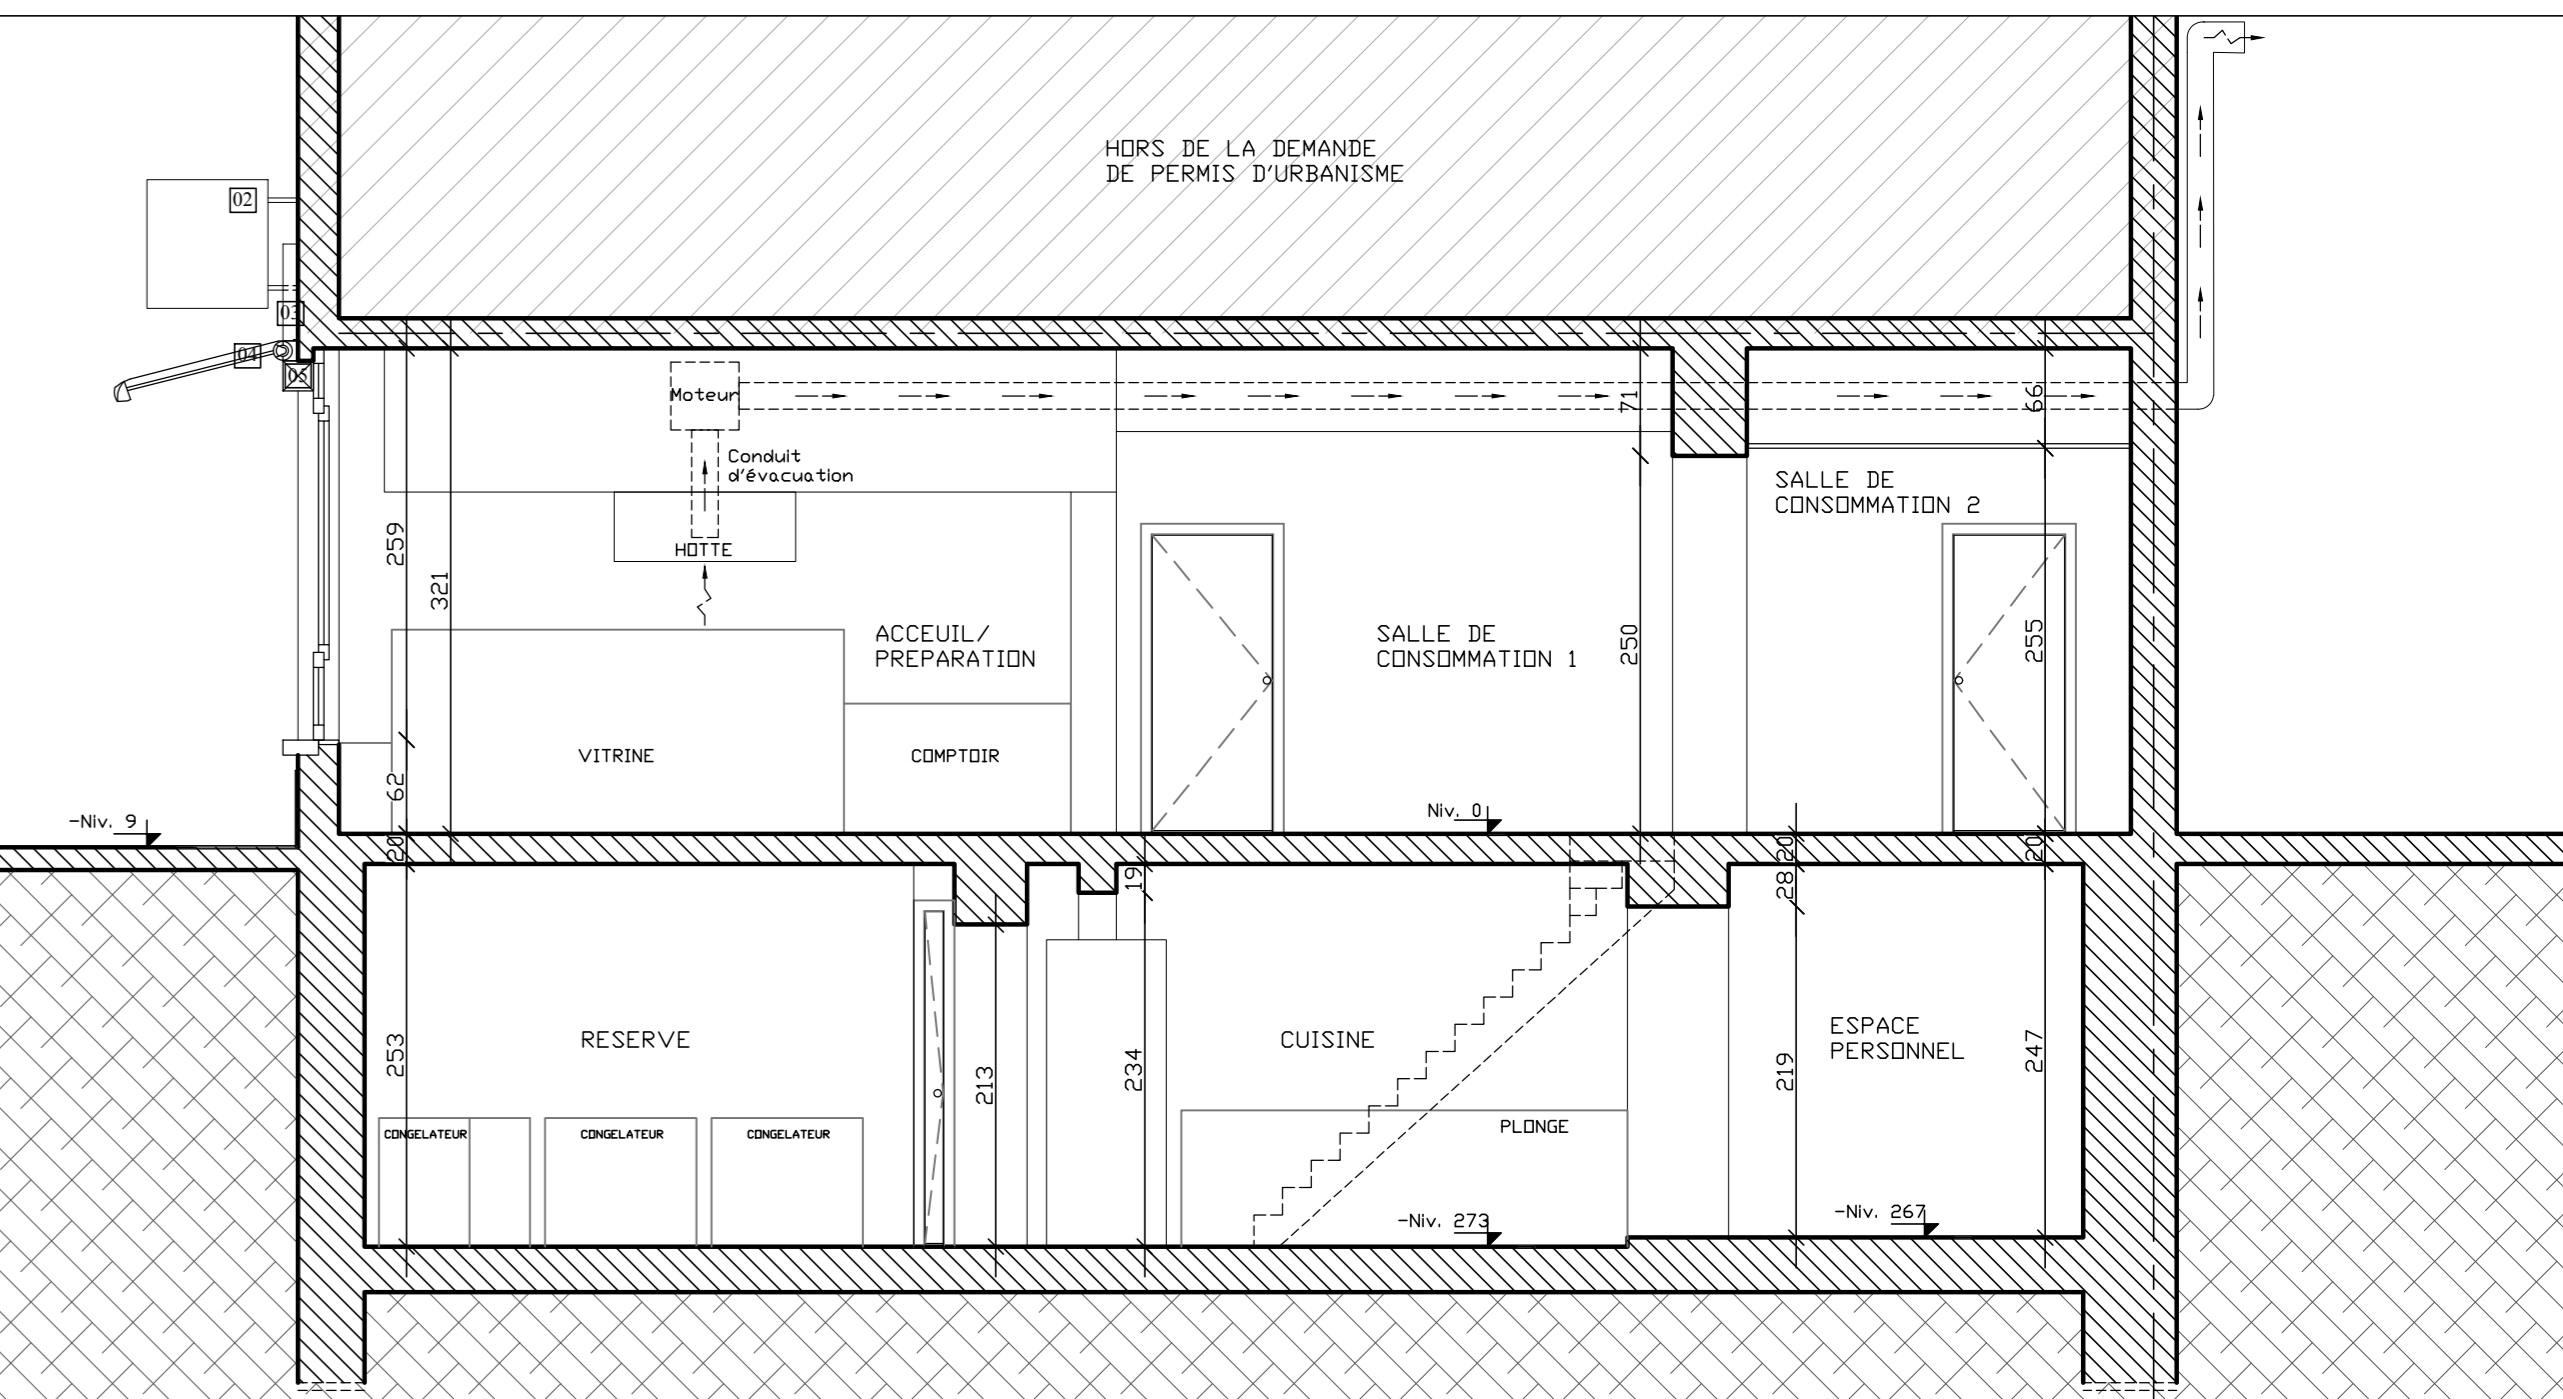 HORS DE LA DEMANDE
DE PERMIS D'URBANISME
02
03
04
05
Moteur
71
66
Conduit
d'évacuation
SALLE DE
CONSOMMATION 2
HOTTE
259
321
ACCEUIL/
PREPARATION
SALLE DE
CONSOMMATION 1
250
255
VITRINE
COMPTOIR
62
-Niv. 9
Niv. 0
20
20
20
19
28
RESERVE
CUISINE
ESPACE
PERSONNEL
253
213
234
219
247
CONGELATEUR
CONGELATEUR
CONGELATEUR
PLONGE
-Niv. 273
-Niv. 267